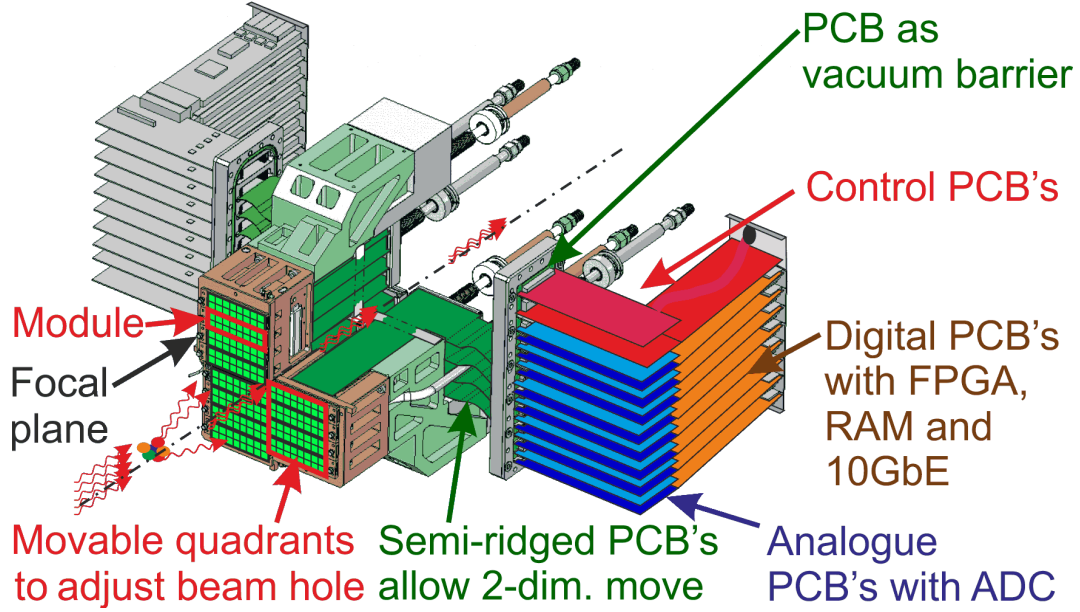 PCB as
vacuum barrier
Control PCB's
Module
Focal
plane
Digital PCB's
with FPGA,
RAM and
10GbE
Movable quadrants
to adjust beam hole
Semi-ridged PCB's
allow 2-dim. move
Analogue
PCB's with ADC